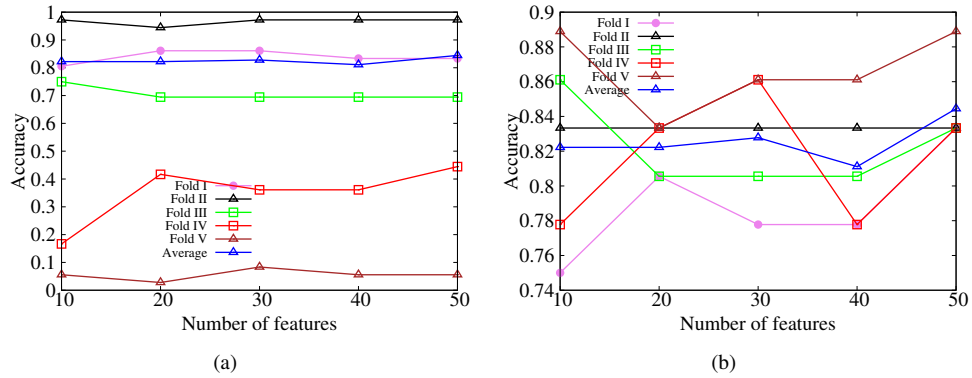 1
0.9
0.8
0.7
0.6
0.5
0.4
0.3
0.2
0.1
0
10 20 30 40 50
Accuracy
Number of features
Fold I
Fold II
Fold III
Fold IV
Fold V
Average
(a)
0.9
0.88
0.86
0.84
0.82
0.8
0.78
0.76
0.74
10 20 30 40 50
Accuracy
Number of features
Fold I
Fold II
Fold III
Fold IV
Fold V
Average
(b)